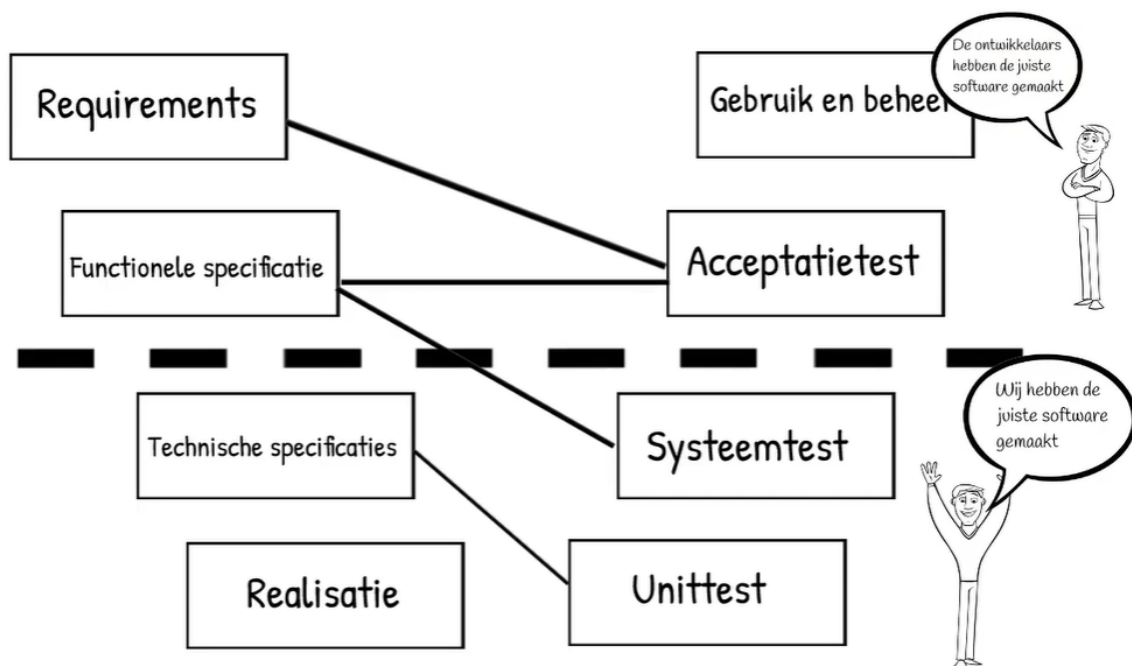 Requirements
Gebruik en beheer
De ontwikkelaars
hebben de juiste
software gemaakt
Functionele specificatie
Acceptatietest
Technische specificaties
Systeemtest
Wij hebben de
juiste software
gemaakt
Realisatie
Unittest